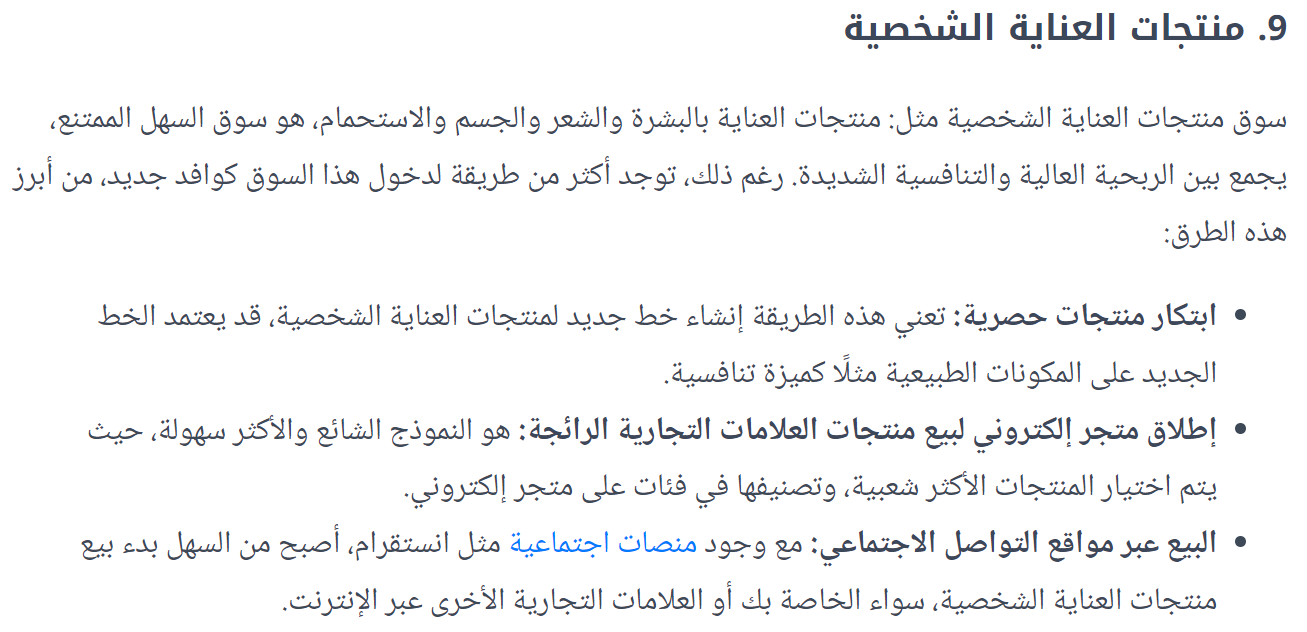 9. منتجات العناية الشخصية
سوق منتجات العناية الشخصية مثل: منتجات العناية بالبشرة والشعر والجسم والاستحمام، هو سوق السهل الممتنع،
يجمع بين الربحية العالية والتنافسية الشديدة. رغم ذلك، توجد أكثر من طريقة لدخول هذا السوق كوافد جديد، من أبرز
هذه الطرق:
• ابتكار منتجات حصرية: تعني هذه الطريقة إنشاء خط جديد لمنتجات العناية الشخصية، قد يعتمد الخط
الجديد على المكونات الطبيعية مثلًا كميزة تنافسية.
• إطلاق متجر إلكتروني لبيع منتجات العلامات التجارية الرائجة: هو النموذج الشائع والأكثر سهولة، حيث
يتم اختيار المنتجات الأكثر شعبية، وتصنيفها في فئات على متجر إلكتروني.
• البيع عبر مواقع التواصل الاجتماعي: مع وجود منصات اجتماعية مثل انستقرام، أصبح من السهل بدء بيع
منتجات العناية الشخصية، سواء الخاصة بك أو العلامات التجارية الأخرى عبر الإنترنت.